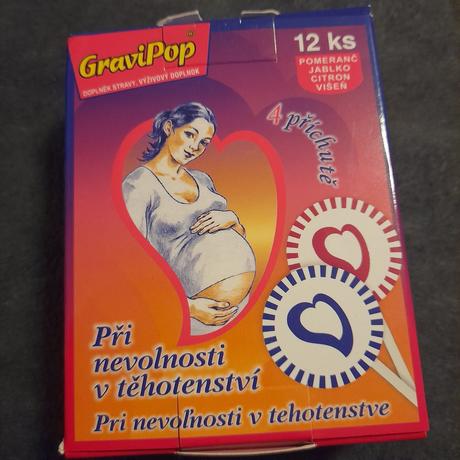 GraviPop
DOPLNĚK STRAVY, VÝŽIVOVÝ DOPLNOK
12 ks
POMERANČ
JABLKO
CITRON
VIŠEŇ
4 příchutě
Při
nevolnosti
v těhotenství
Pri nevoľnosti v tehotenstve